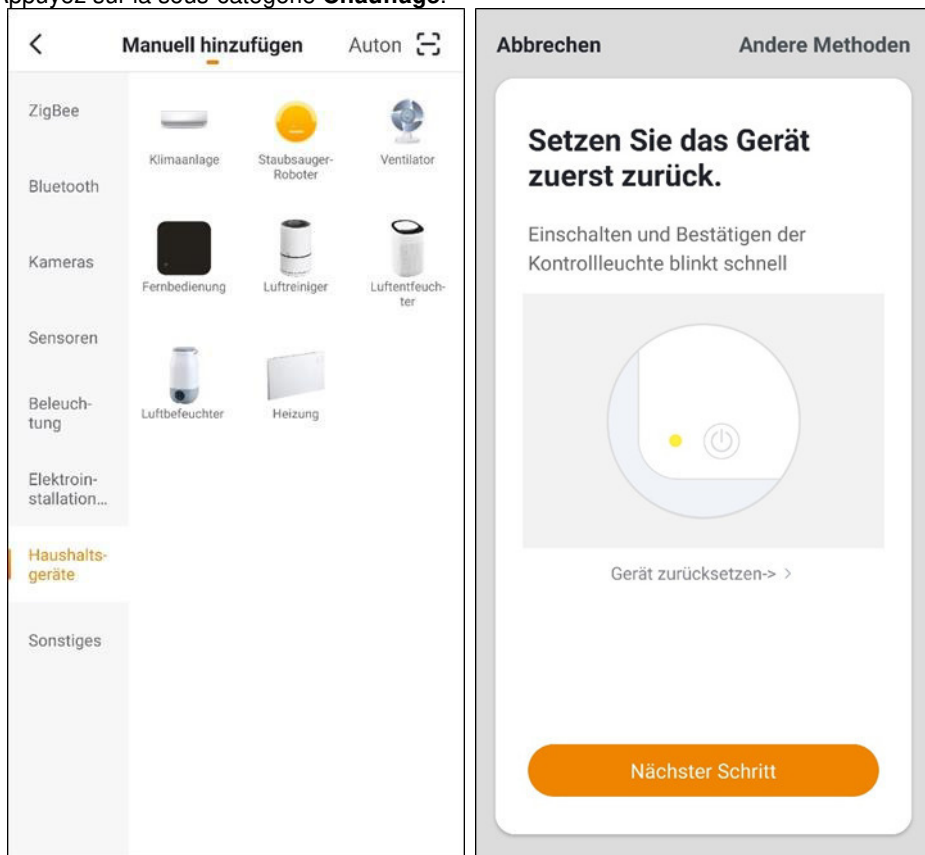 Appuyez sur la sous-catégorie Chauffage.
Manuell hinzufügen Auton
ZigBee
Bluetooth
Kameras
Sensoren
Beleuch-
tung
Elektroin-
stallation...
Haushalts-
geräte
Sonstiges
Klimaanlage
Staubsauger-
Roboter
Ventilator
Fernbedienung
Luftreiniger
Luftentfeuch-
ter
Luftbefeuchter
Heizung
Abbrechen
Andere Methoden
Setzen Sie das Gerät
zuerst zurück.
Einschalten und Bestätigen der
Kontrollleuchte blinkt schnell
Gerät zurücksetzen-> >
Nächster Schritt